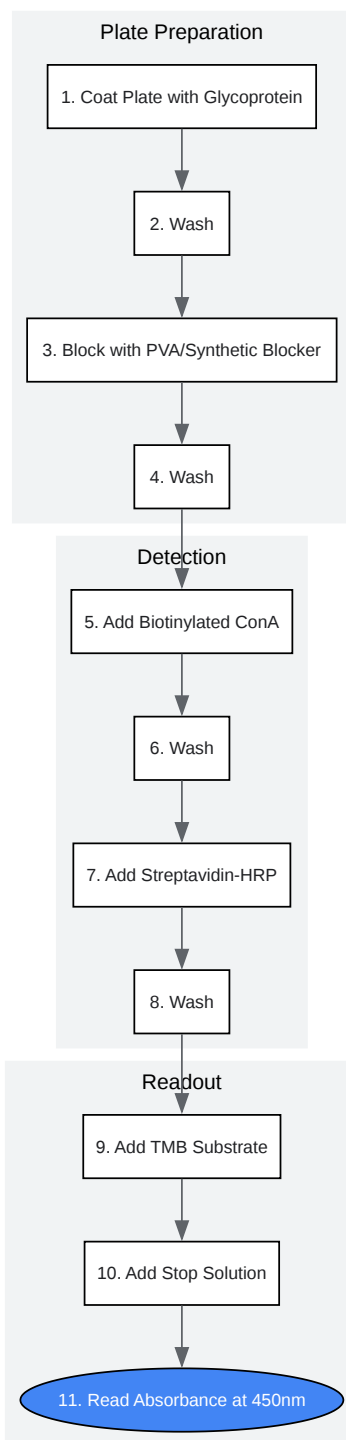 Plate Preparation
1. Coat Plate with Glycoprotein
2. Wash
3. Block with PVA/Synthetic Blocker
4. Wash
Detection
5. Add Biotinylated ConA
6. Wash
7. Add Streptavidin-HRP
8. Wash
Readout
9. Add TMB Substrate
10. Add Stop Solution
11. Read Absorbance at 450nm